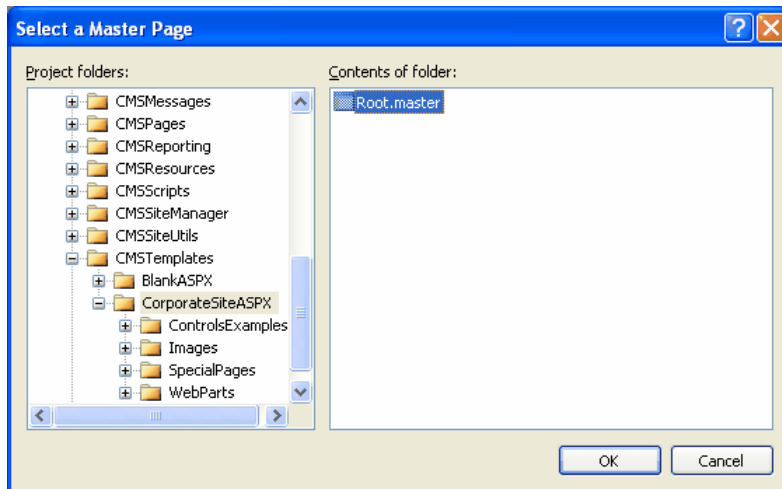 Select a Master Page
Project folders:
CMSMessages
CMSPages
CMSReporting
CMSResources
CMSScripts
CMSSiteManager
CMSSiteUtils
CMSTemplates
BlankASPX
CorporateSiteASPX
ControlsExamples
Images
SpecialPages
WebParts
Contents of folder:
Root.master
OK
Cancel